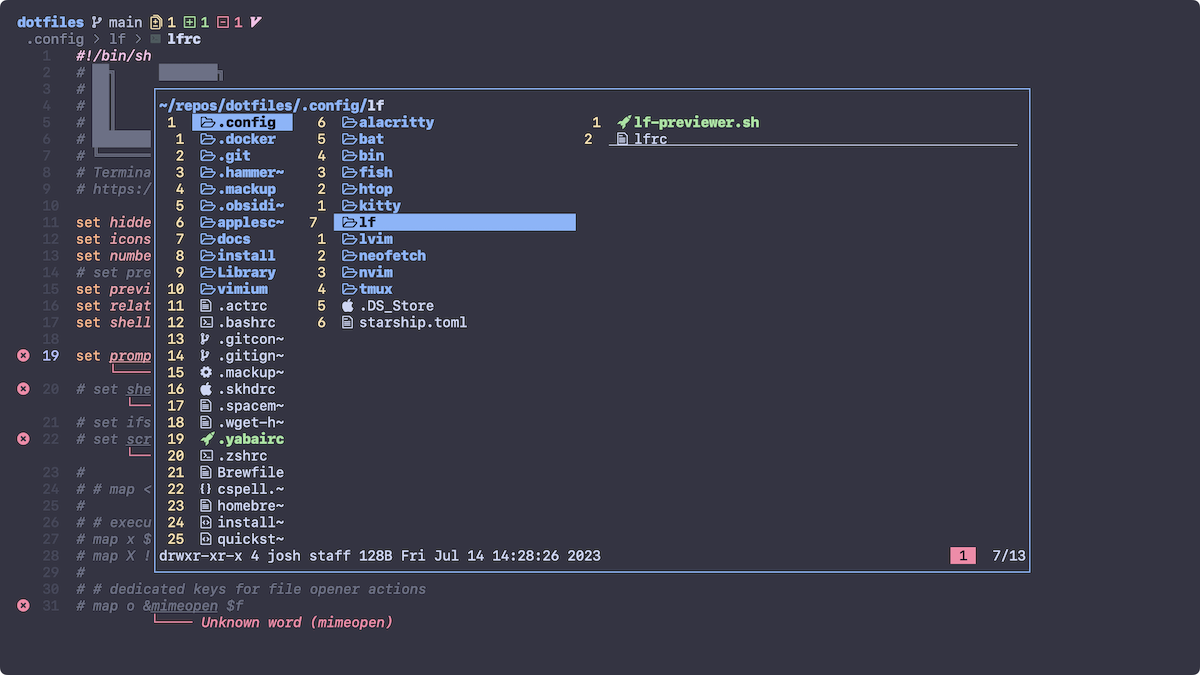 dotfiles main 1 1 1
.config > lf > lfrc
1 #!/bin/sh
2 #
3 #
4 #
5 #
6 #
7 #
8 # Termina
9 # https:/
10
11 set hidde
12 set icons
13 set numbe
14 # set pre
15 set previ
16 set relat
17 set shell
18
19 set promp
20 # set she
21 # set ifs
22 # set scr
23 #
24 # # map <
25 #
26 # # execu
27 # map x $
28 # map X !
29 #
30 # # dedicated keys for file opener actions
31 # map o &mimeopen $f
Unknown word (mimeopen)
~/repos/dotfiles/.config/lf
1 .config
1 .docker
2 .git
3 .hammer~
4 .mackup
5 .obsidi~
6 applesc~
7 docs
8 install
9 Library
10 vimium
11 .actrc
12 .bashrc
13 .gitcon~
14 .gitign~
15 .mackup~
16 .skhdrc
17 .spacem~
18 .wget-h~
19 .yabairc
20 .zshrc
21 Brewfile
22 cspell.~
23 homebre~
24 install~
25 quickst~
6 alacritty
5 bat
4 bin
3 fish
2 htop
1 kitty
7 lf
1 lvim
2 neofetch
3 nvim
4 tmux
5 .DS_Store
6 starship.toml
1 lf-previewer.sh
2 lfrc
drwxr-xr-x 4 josh staff 128B Fri Jul 14 14:28:26 2023 1 7/13